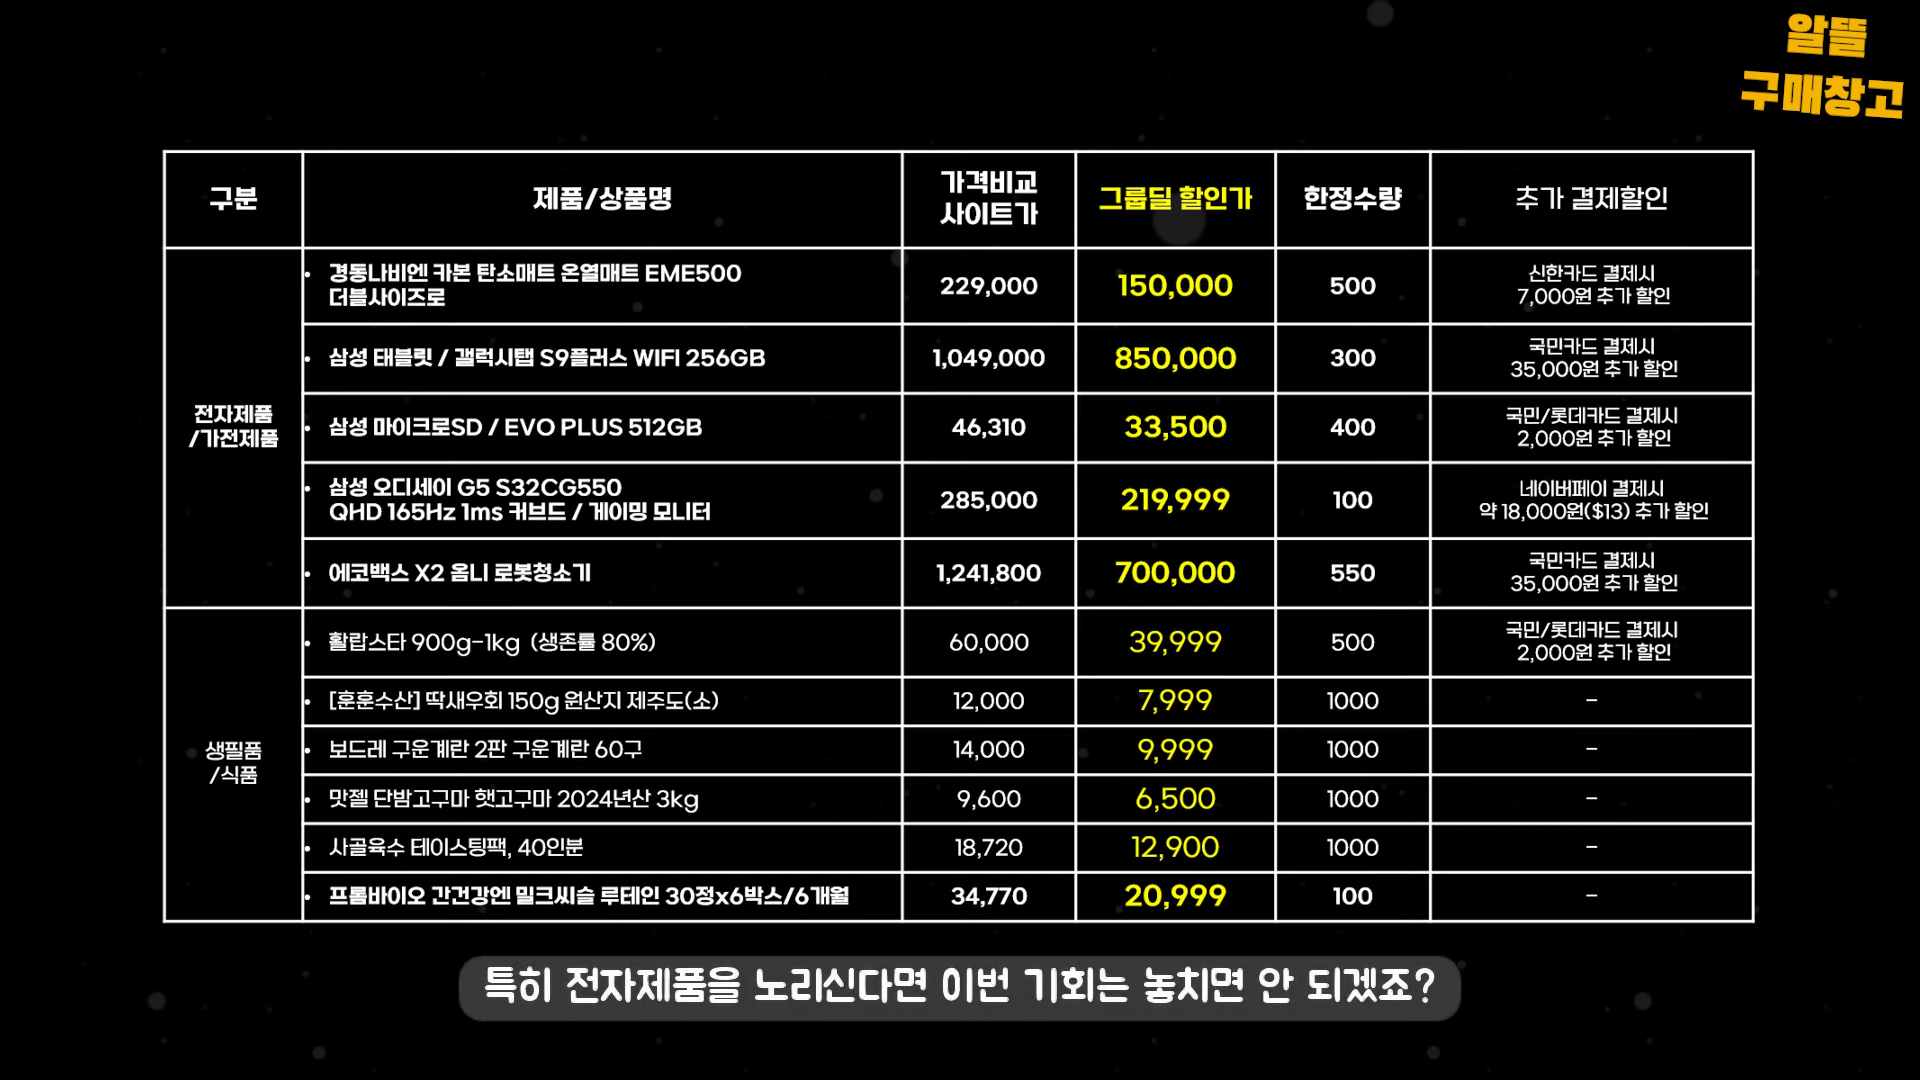 알뜰
구매창고
구분
제품/상품명
가격비교
사이트가
그룹딜 할인가
한정수량
추가 결제할인
전자제품
/가전제품
• 경동나비엔 카본 탄소매트 온열매트 EME500
더블사이즈로
229,000
150,000
500
신한카드 결제시
7,000원 추가 할인
• 삼성 태블릿 / 갤럭시탭 S9플러스 WIFI 256GB
1,049,000
850,000
300
국민카드 결제시
35,000원 추가 할인
• 삼성 마이크로SD / EVO PLUS 512GB
46,310
33,500
400
국민/롯데카드 결제시
2,000원 추가 할인
• 삼성 오디세이 G5 S32CG550
QHD 165Hz 1ms 커브드 / 게이밍 모니터
285,000
219,999
100
네이버페이 결제시
약 18,000원($13) 추가 할인
• 에코백스 X2 옴니 로봇청소기
1,241,800
700,000
550
국민카드 결제시
35,000원 추가 할인
생필품
/식품
• 활랍스타 900g-1kg (생존률 80%)
60,000
39,999
500
국민/롯데카드 결제시
2,000원 추가 할인
• [훈훈수산] 딱새우회 150g 원산지 제주도(소)
12,000
7,999
1000
-
• 보드레 구운계란 2판 구운계란 60구
14,000
9,999
1000
-
• 맛젤 단밤고구마 햇고구마 2024년산 3kg
9,600
6,500
1000
-
• 사골육수 테이스팅팩, 40인분
18,720
12,900
1000
-
• 프롬바이오 간건강엔 밀크씨슬 루테인 30정x6박스/6개월
34,770
20,999
100
-
특히 전자제품을 노리신다면 이번 기회는 놓치면 안 되겠죠?